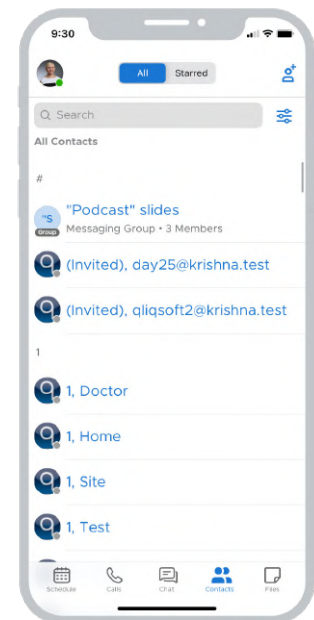 9:30
All Starred
Search
All Contacts
#
"S
Group
"Podcast" slides
Messaging Group • 3 Members
(Invited), day25@krishna.test
(Invited), qliqsoft2@krishna.test
1
1, Doctor
1, Home
1, Site
1, Test
Schedule Calls Chat Contacts Files